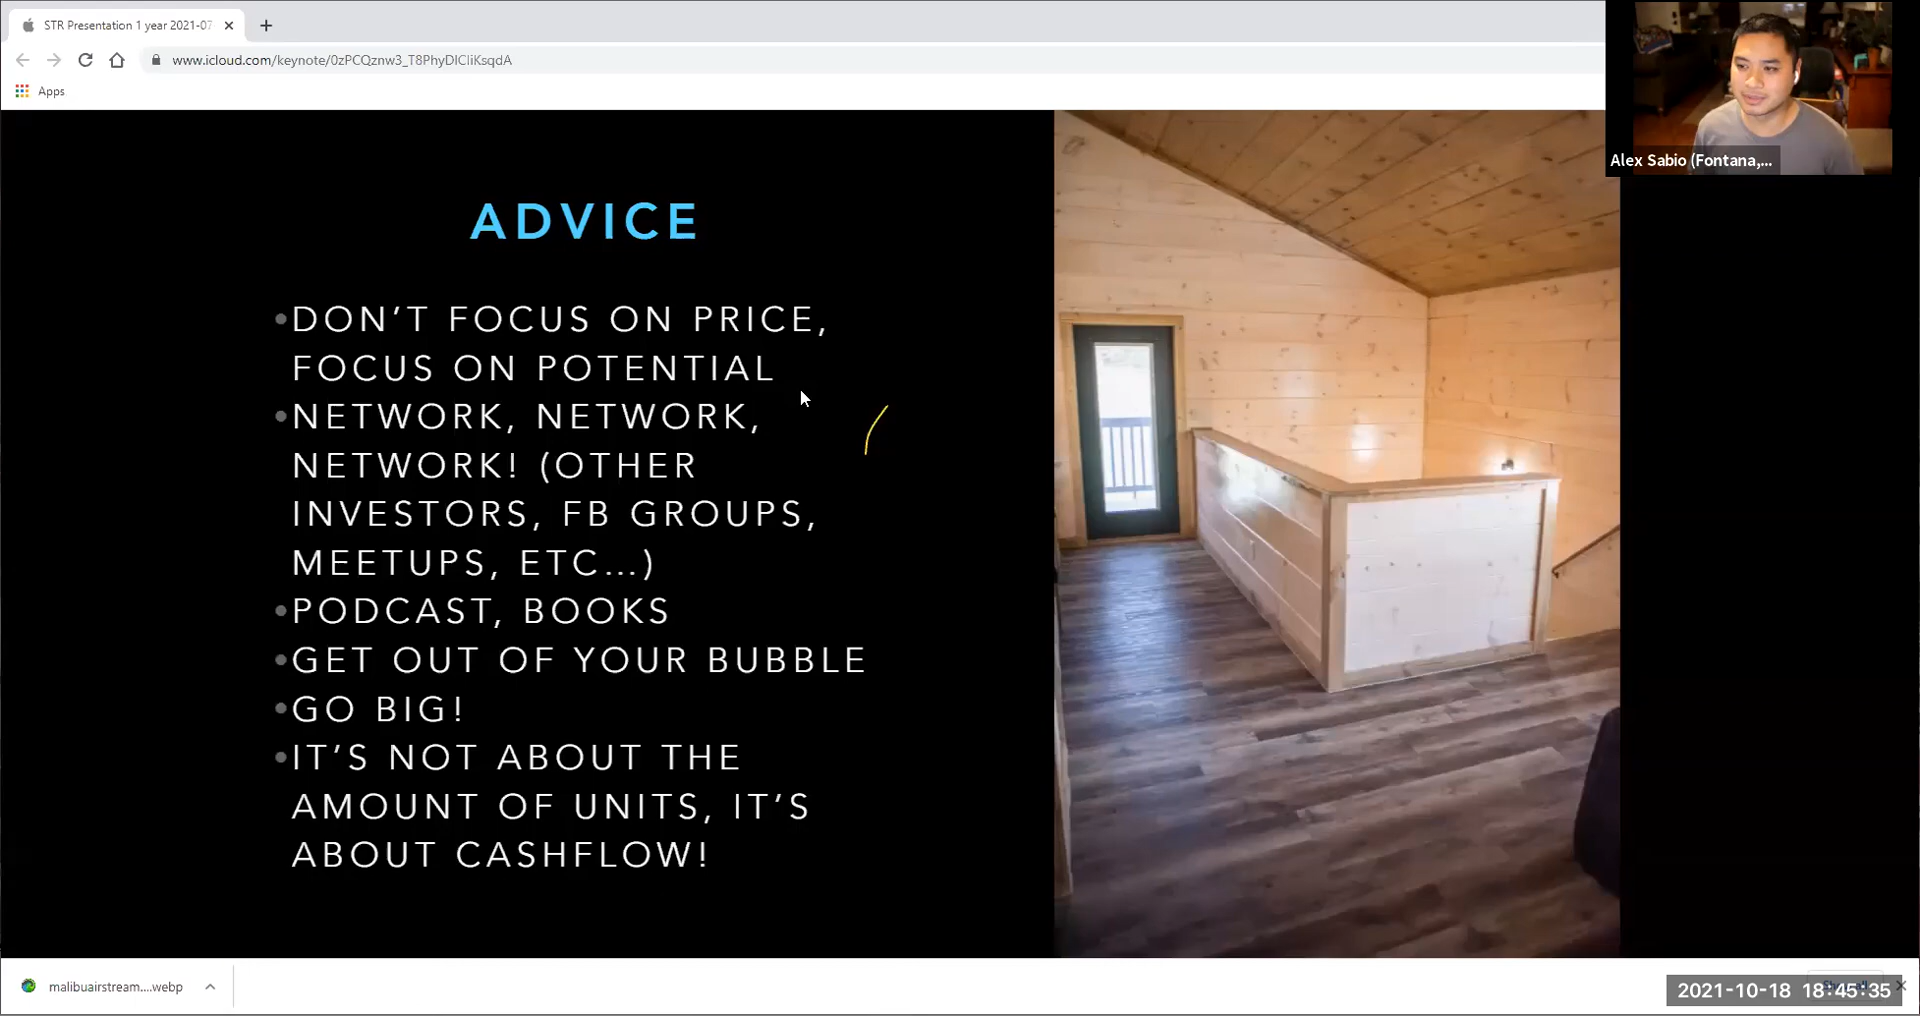 STR Presentation 1 year 2021-07
www.icloud.com/keynote/0zPCQznw3_T8PhyDICliKsqdA
Apps
Alex Sabio (Fontana,...
ADVICE
•DON’T FOCUS ON PRICE,
FOCUS ON POTENTIAL
•NETWORK, NETWORK,
NETWORK! (OTHER
INVESTORS, FB GROUPS,
MEETUPS, ETC…)
•PODCAST, BOOKS
•GET OUT OF YOUR BUBBLE
•GO BIG!
•IT’S NOT ABOUT THE
AMOUNT OF UNITS, IT’S
ABOUT CASHFLOW!
malibuairstream....webp
2021-10-18 18:45:35